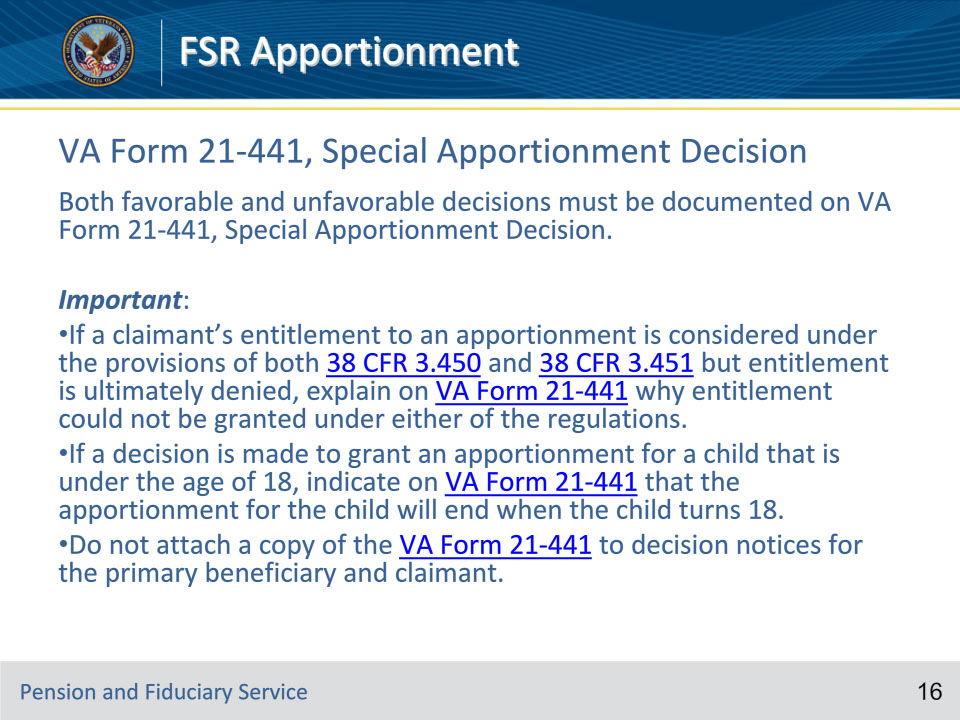 FSR Apportionment
VA Form 21-441, Special Apportionment Decision
Both favorable and unfavorable decisions must be documented on VA
Form 21-441, Special Apportionment Decision.
Important:
•If a claimant’s entitlement to an apportionment is considered under
the provisions of both 38 CFR 3.450 and 38 CFR 3.451 but entitlement
is ultimately denied, explain on VA Form 21-441 why entitlement
could not be granted under either of the regulations.
•If a decision is made to grant an apportionment for a child that is
under the age of 18, indicate on VA Form 21-441 that the
apportionment for the child will end when the child turns 18.
•Do not attach a copy of the VA Form 21-441 to decision notices for
the primary beneficiary and claimant.
Pension and Fiduciary Service
16